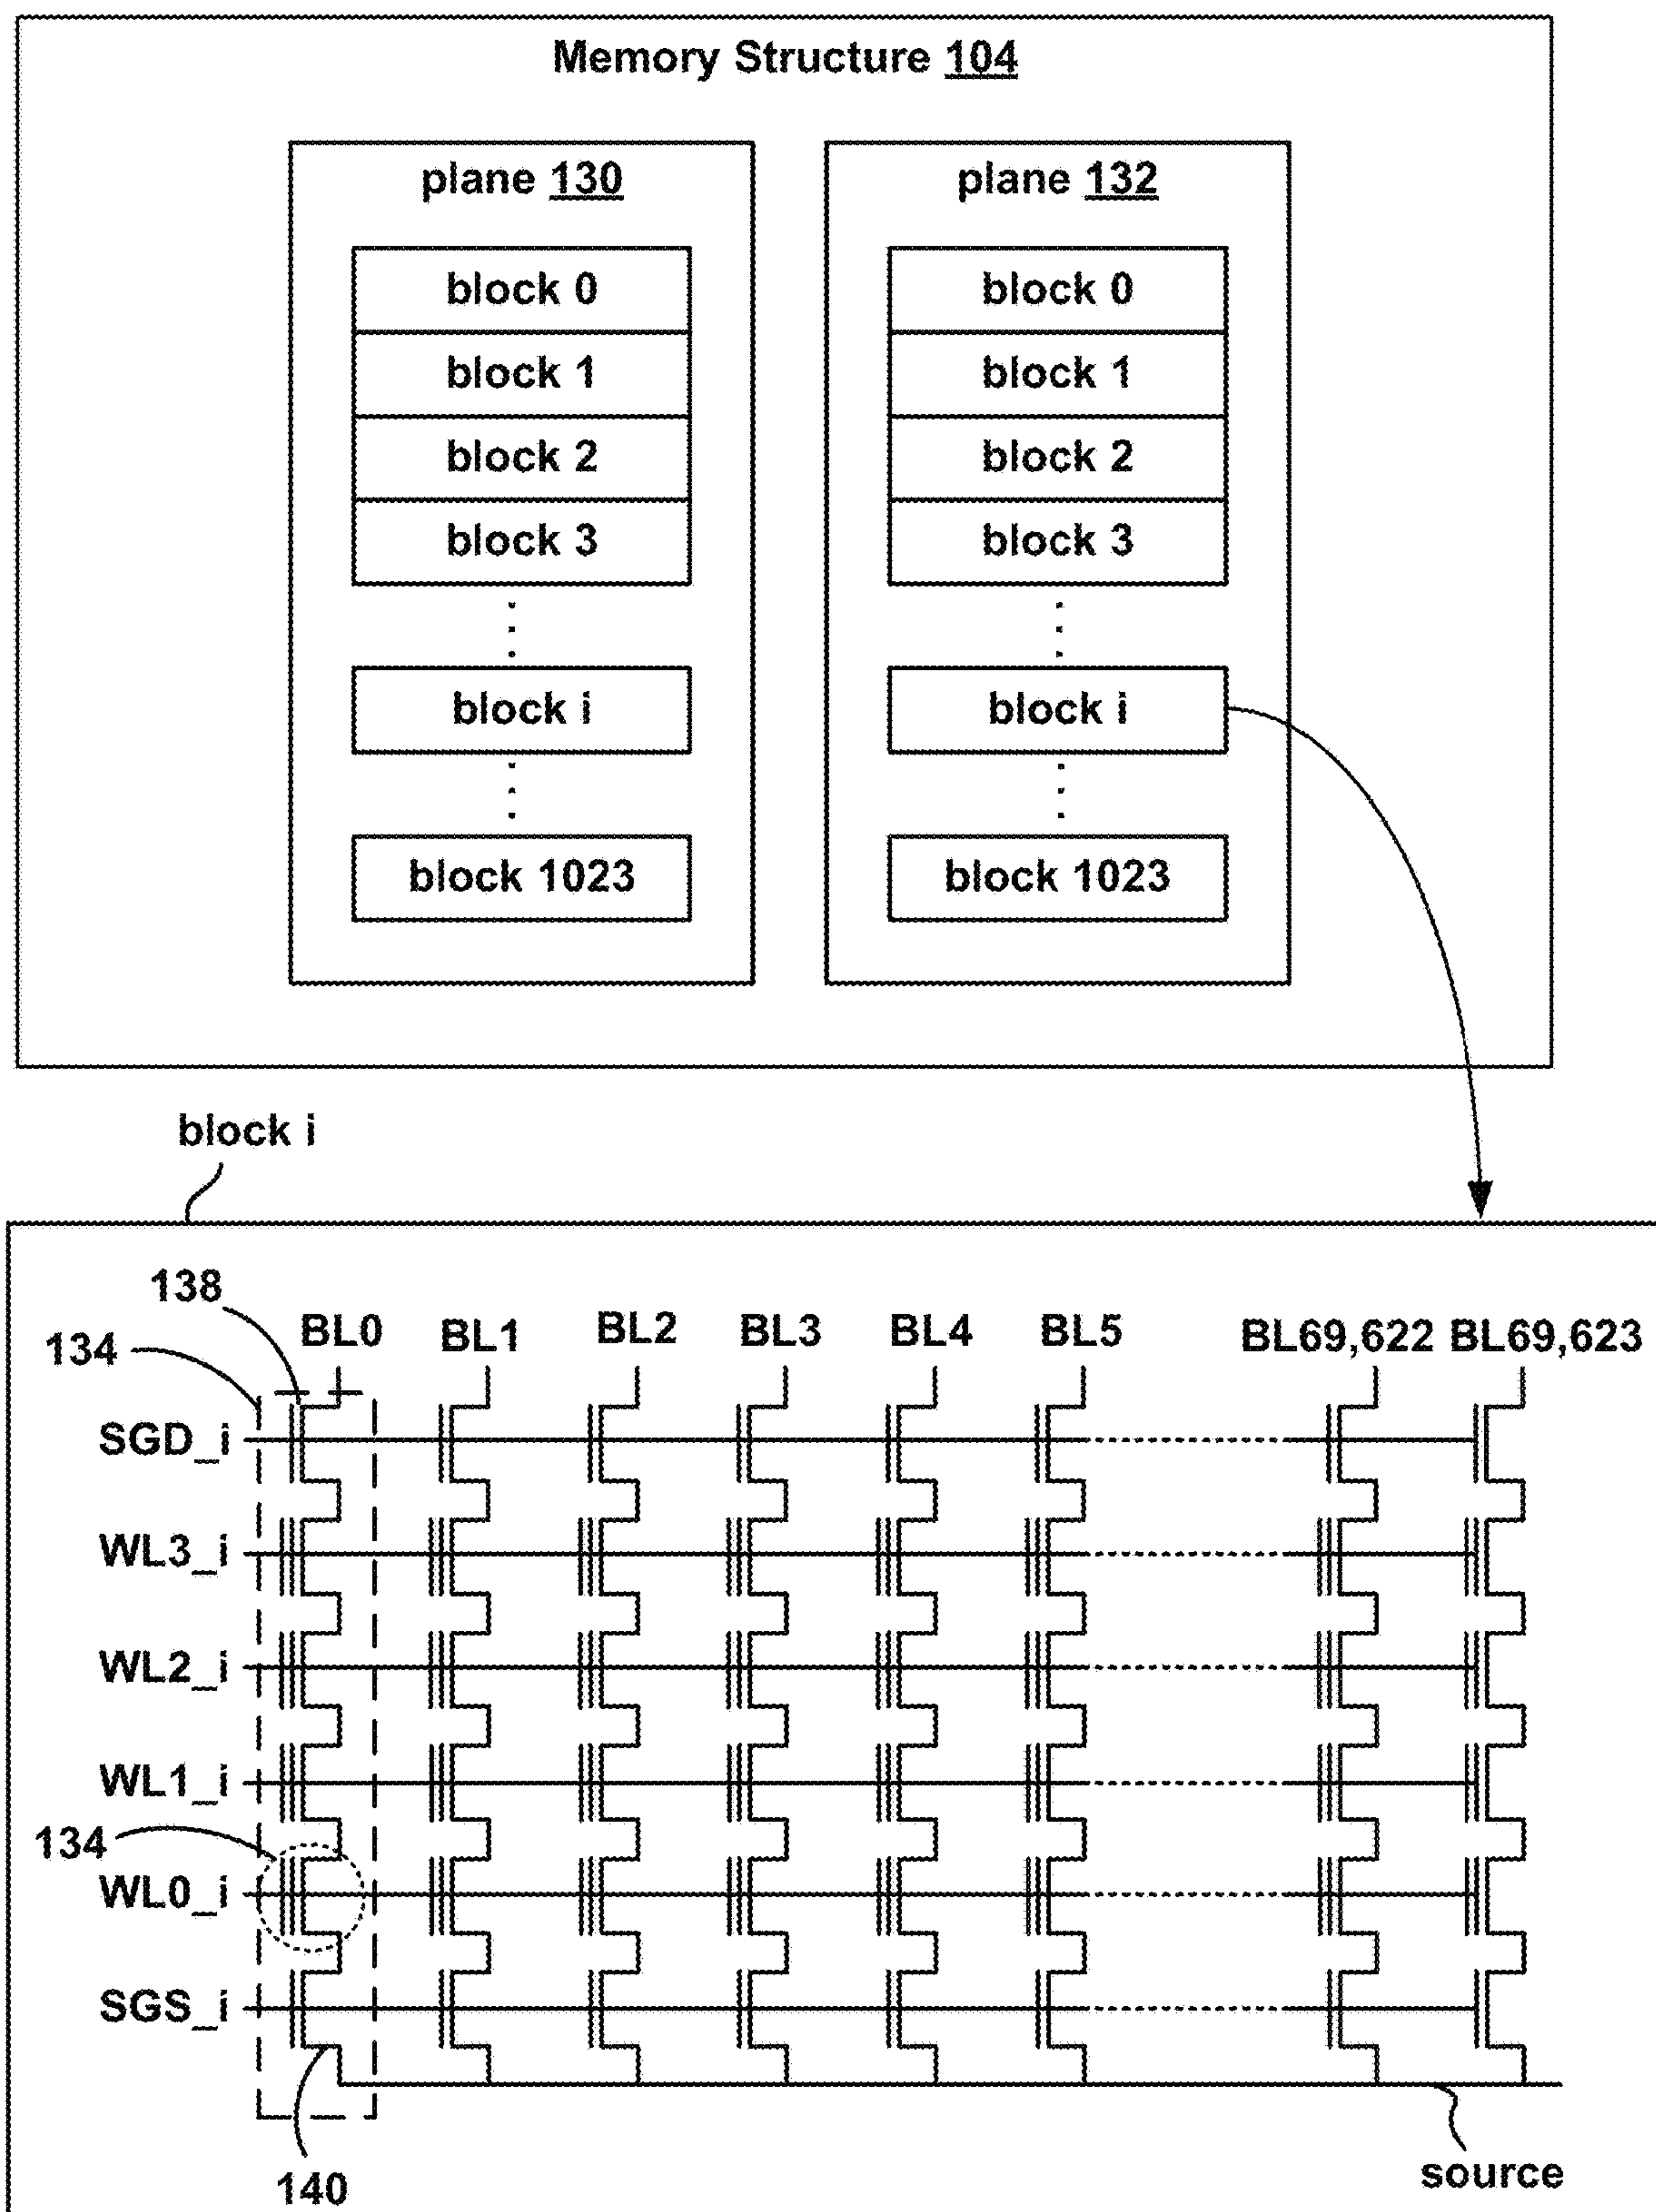 Memory Structure 104
plane 130
block 0
block 1
block 2
block 3
block i
block 1023
plane 132
block 0
block 1
block 2
block 3
block i
block 1023
block i
138
134
BL0 BL1 BL2 BL3 BL4 BL5 BL69,622 BL69,623
SGD_i
WL3_i
WL2_i
WL1_i
134
WL0_i
SGS_i
140
source